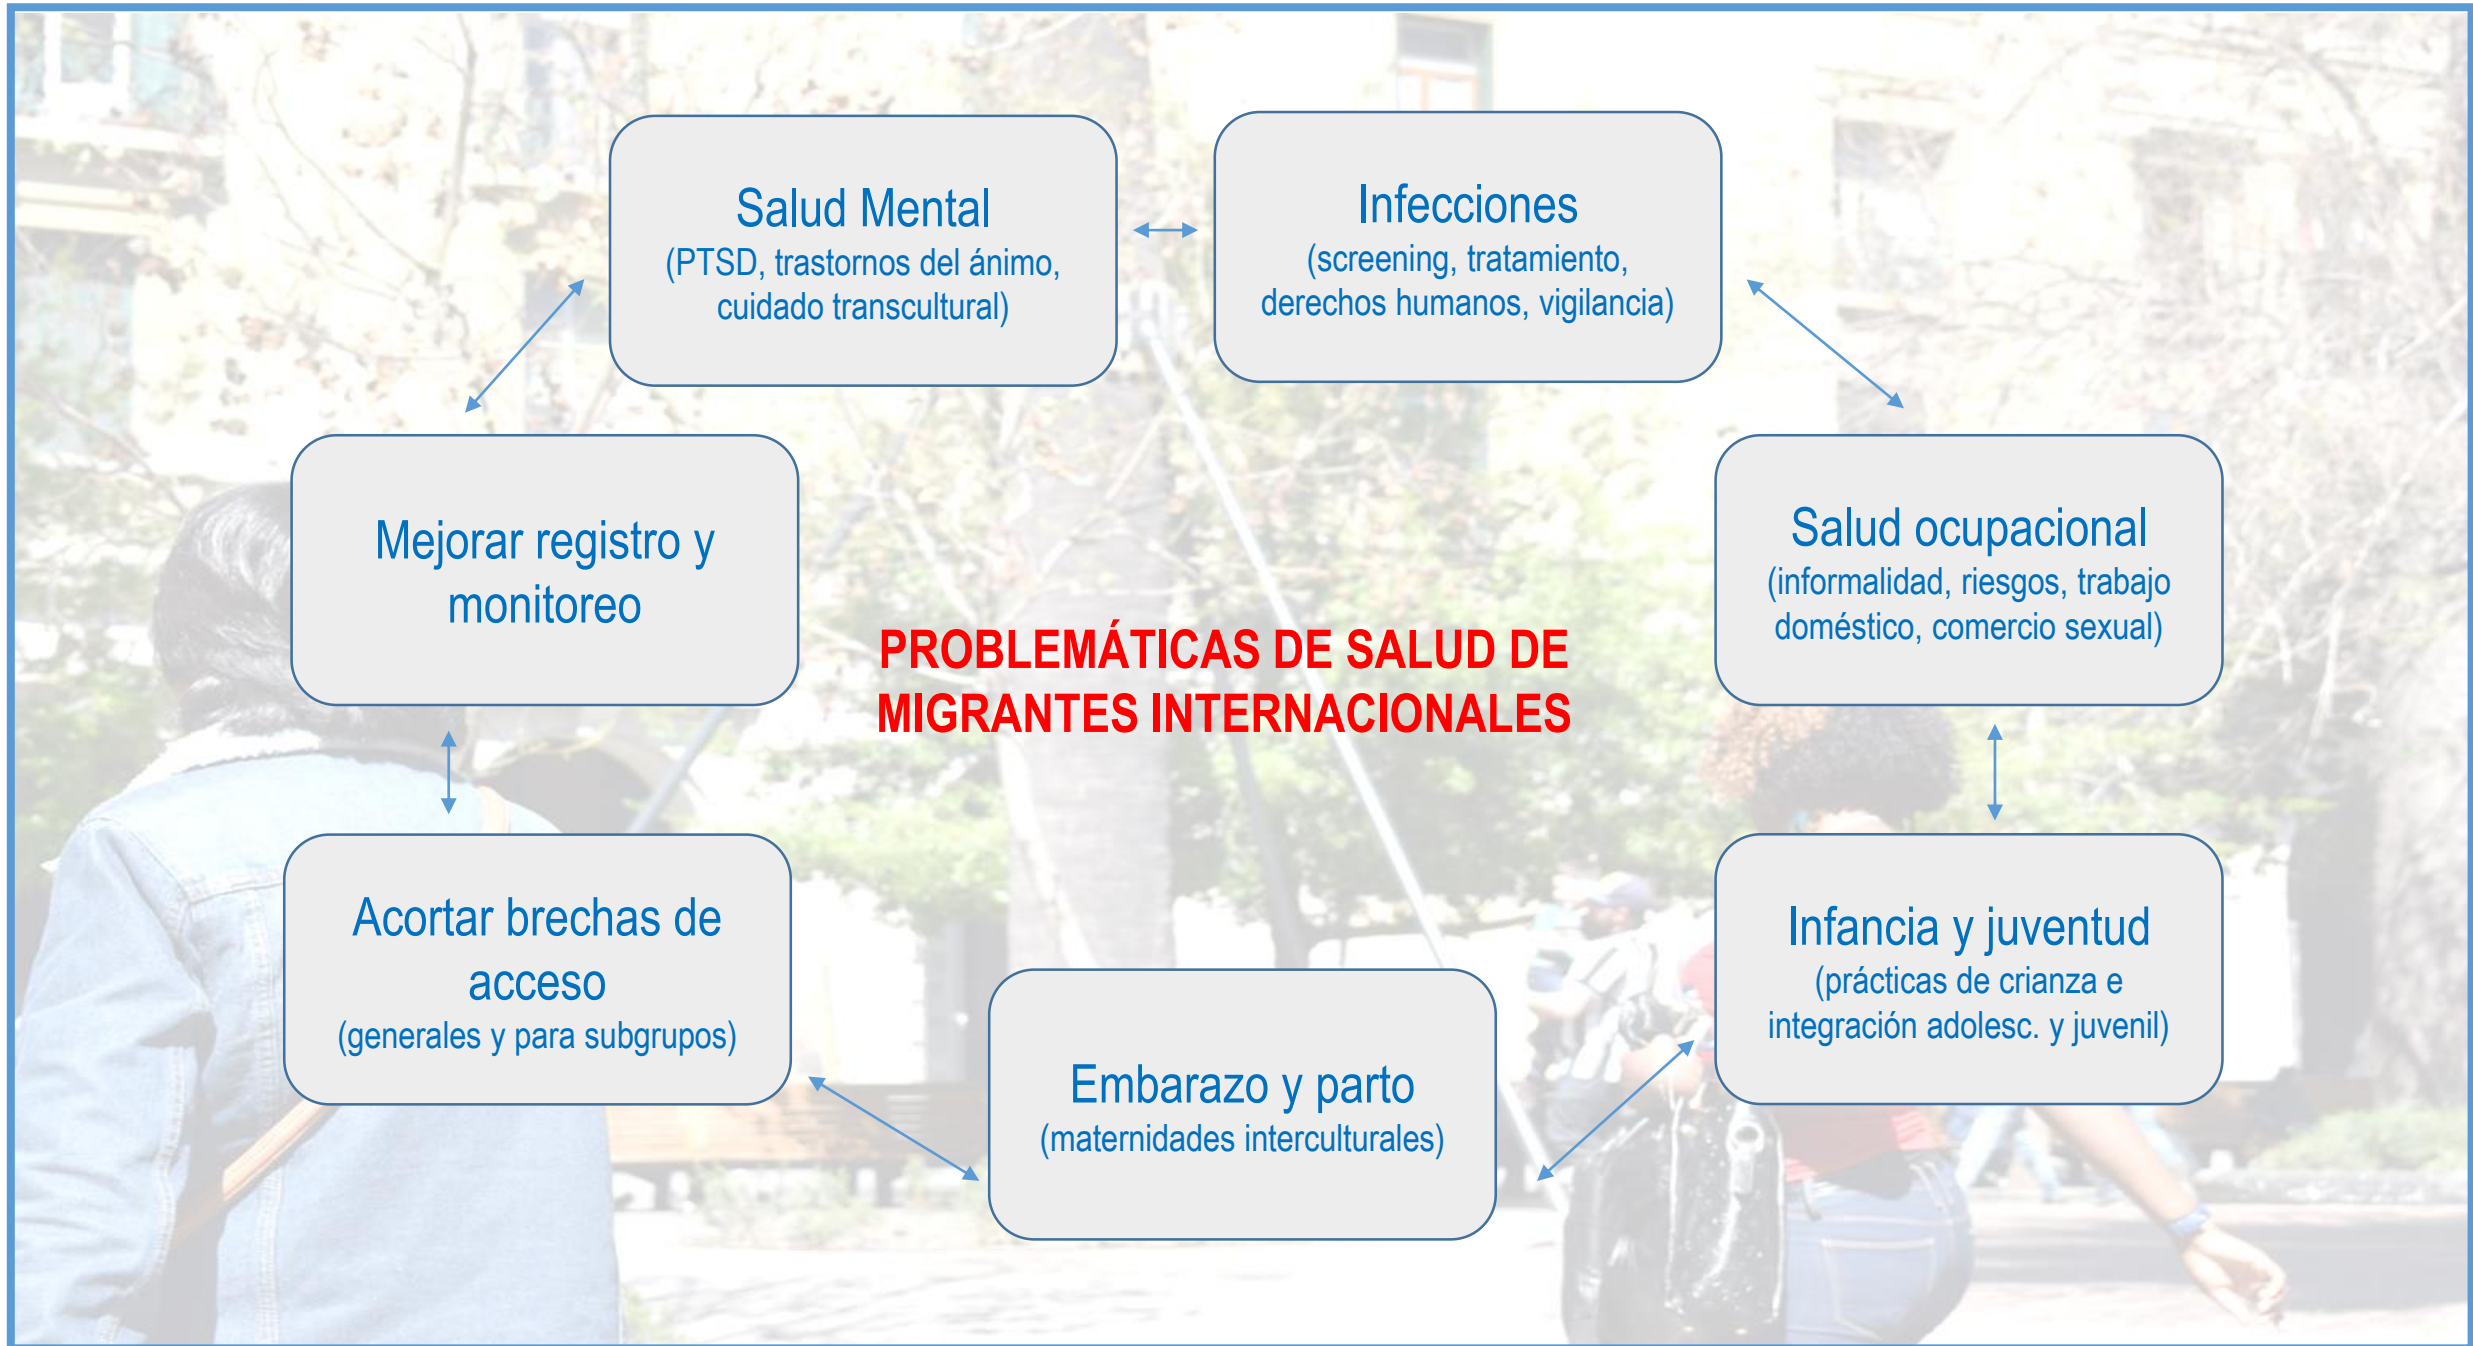 Salud Mental
(PTSD, trastornos del ánimo,
cuidado transcultural)
Infecciones
(screening, tratamiento,
derechos humanos, vigilancia)
Mejorar registro y
monitoreo
Salud ocupacional
(informalidad, riesgos, trabajo
doméstico, comercio sexual)
PROBLEMÁTICAS DE SALUD DE
MIGRANTES INTERNACIONALES
Acortar brechas de
acceso
(generales y para subgrupos)
Infancia y juventud
(prácticas de crianza e
integración adolesc. y juvenil)
Embarazo y parto
(maternidades interculturales)